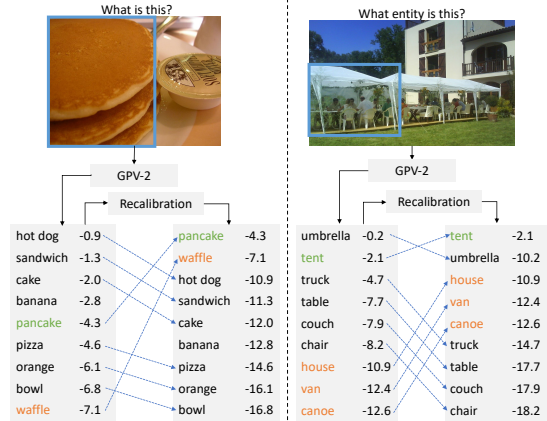 What is this?
GPV-2
Recalibration
hot dog -0.9
sandwich -1.3
cake -2.0
banana -2.8
pancake -4.3
pizza -4.6
orange -6.1
bowl -6.8
waffle -7.1
pancake -4.3
waffle -7.1
hot dog -10.9
sandwich -11.3
cake -12.0
banana -12.8
pizza -14.6
orange -16.1
bowl -16.8
What entity is this?
GPV-2
Recalibration
umbrella -0.2
tent -2.1
truck -4.7
table -7.7
couch -7.9
chair -8.2
house -10.9
van -12.4
canoe -12.6
tent -2.1
umbrella -10.2
house -10.9
van -12.4
canoe -12.6
truck -14.7
table -17.7
couch -17.9
chair -18.2